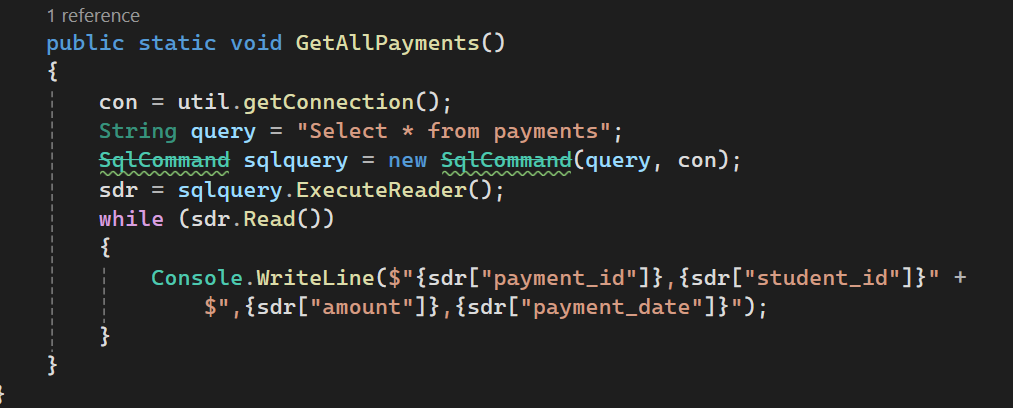 1 reference
public static void GetAllPayments()
{
con = util.getConnection();
String query = "Select * from payments";
SqlCommand sqlquery = new SqlCommand(query, con);
sdr = sqlquery.ExecuteReader();
while (sdr.Read())
{
Console.WriteLine($"{sdr["payment_id"]},{sdr["student_id"]}" +
$",{sdr["amount"]},{sdr["payment_date"]}");
}
}
}